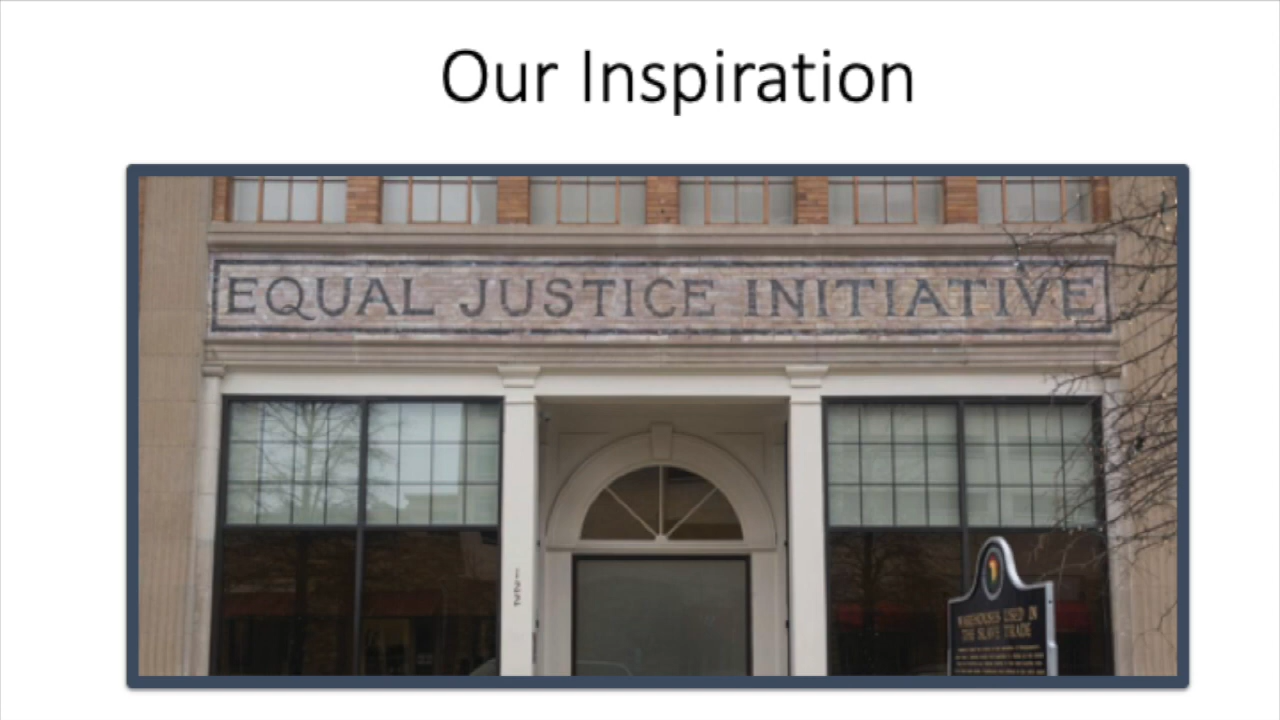 Our Inspiration
EQUAL JUSTICE INITIATIVE
WAREHOUSES USED IN
THE SLAVE TRADE